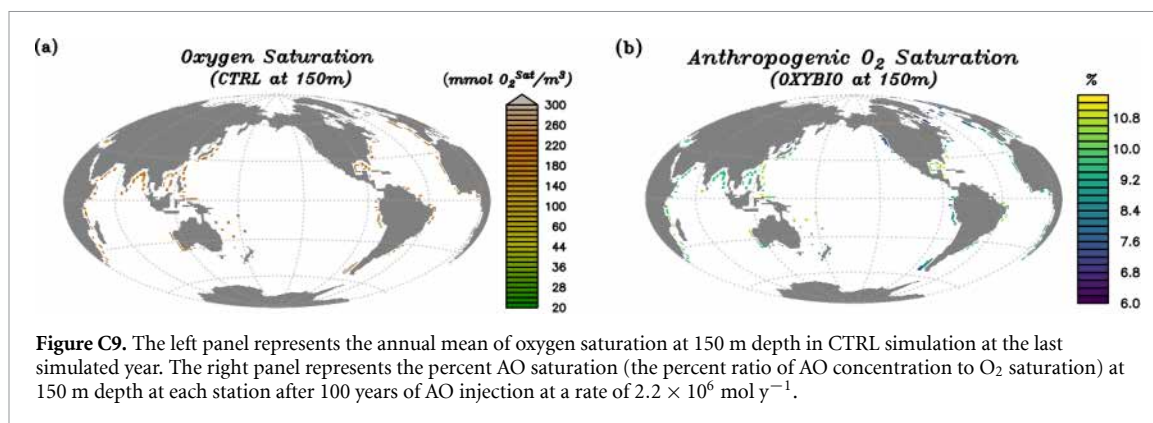 (a)
Oxygen Saturation
(CTRL at 150m)
(mmol O₂ˢᵃᵗ/m³)
300
260
220
180
140
100
60
44
36
28
20
(b)
Anthropogenic O₂ Saturation
(OXYBIO at 150m)
%
10.8
10.0
9.2
8.4
7.6
6.8
6.0
Figure C9. The left panel represents the annual mean of oxygen saturation at 150 m depth in CTRL simulation at the last
simulated year. The right panel represents the percent AO saturation (the percent ratio of AO concentration to O₂ saturation) at
150 m depth at each station after 100 years of AO injection at a rate of 2.2 × 10⁶ mol y⁻¹.